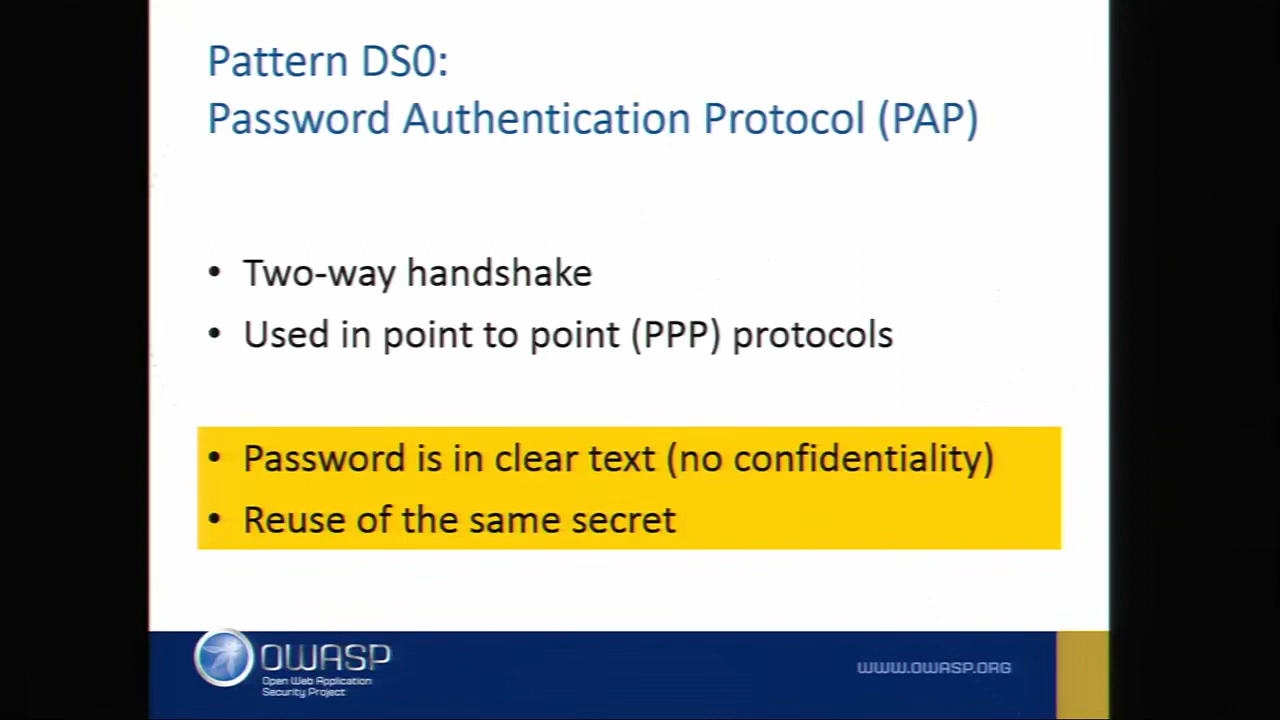 Pattern DS0:
Password Authentication Protocol (PAP)
• Two-way handshake
• Used in point to point (PPP) protocols
• Password is in clear text (no confidentiality)
• Reuse of the same secret
OWASP
Open Web Application
Security Project
WWW.OWASP.ORG